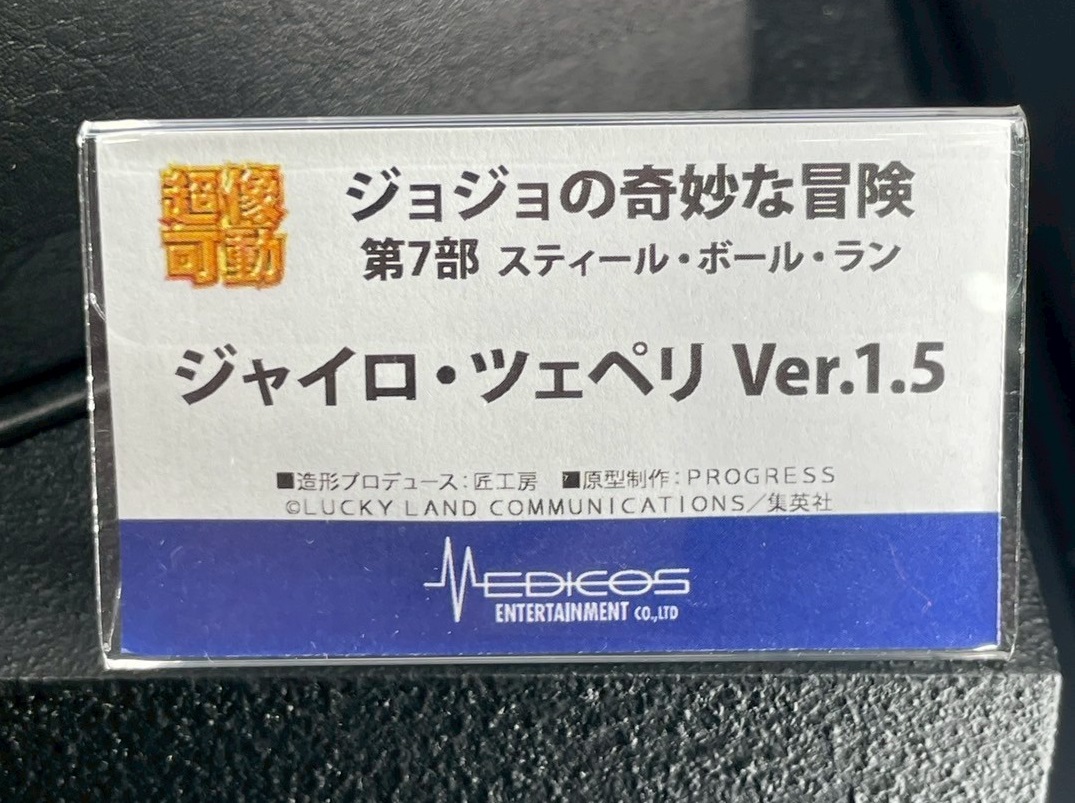 超像
可動
ジョジョの奇妙な冒険
第7部 スティール・ボール・ラン
ジャイロ・ツェペリ Ver.1.5
■造形プロデュース:匠工房 ■原型制作:PROGRESS
©LUCKY LAND COMMUNICATIONS/集英社
MEDICOS
ENTERTAINMENT CO.,LTD